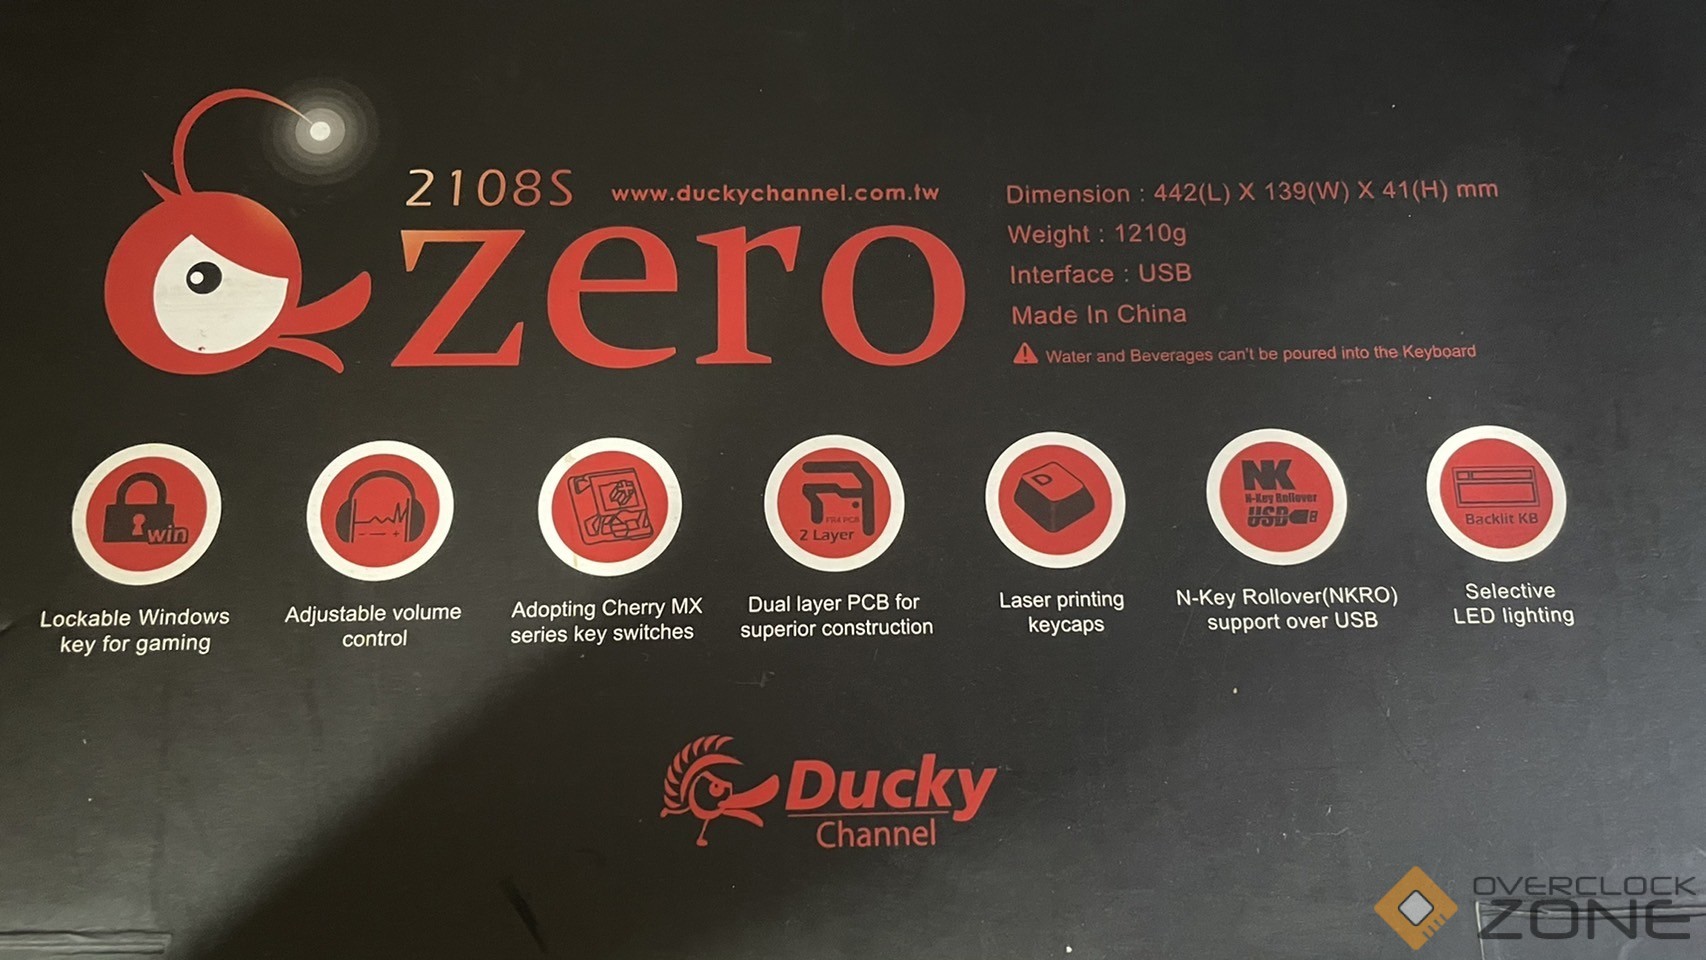 2108S
www.duckychannel.com.tw
zero
Dimension : 442(L) X 139(W) X 41(H) mm
Weight : 1210g
Interface : USB
Made In China
Water and Beverages can't be poured into the Keyboard
win
- - +
FR4 PCB
2 Layer
D
NK
N-Key Rollover
USB
Backlit KB
Lockable Windows
key for gaming
Adjustable volume
control
Adopting Cherry MX
series key switches
Dual layer PCB for
superior construction
Laser printing
keycaps
N-Key Rollover(NKRO)
support over USB
Selective
LED lighting
Ducky
Channel
OVERCLOCK
ZONE